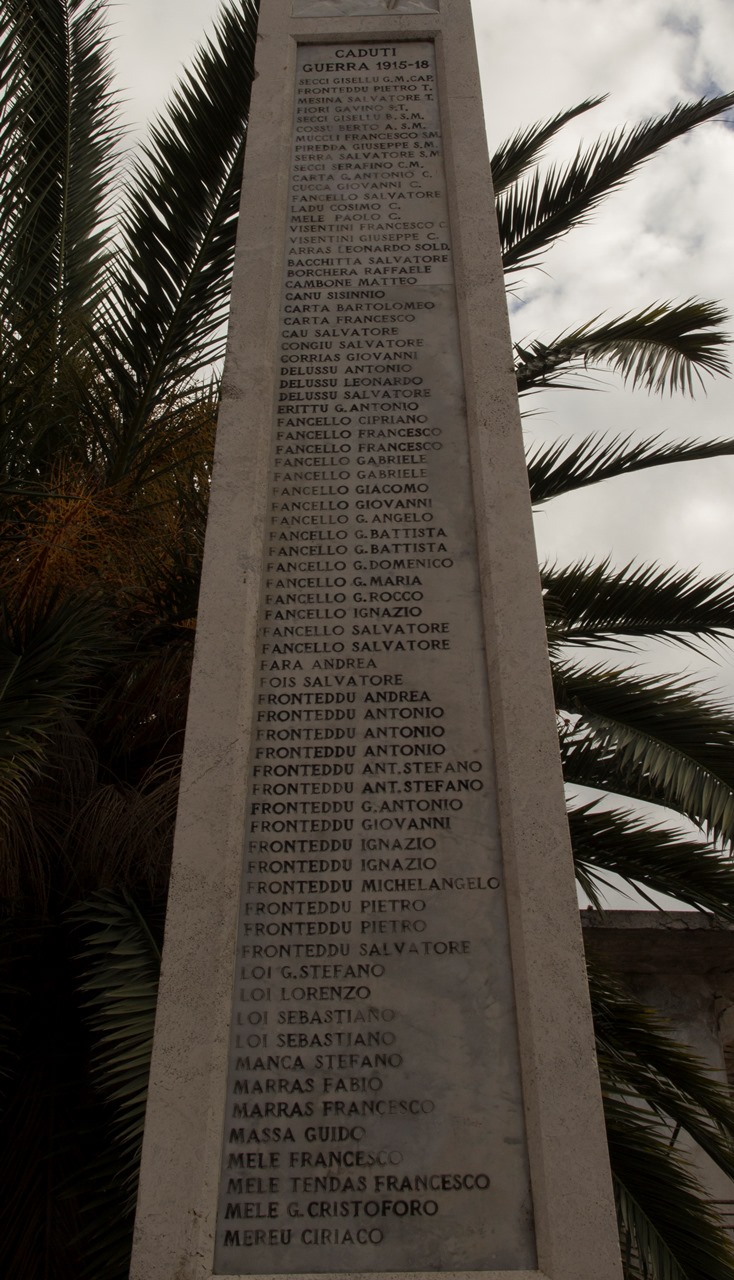 CADUTI
GUERRA 1915-18
SECCI GISELLU G.M.CAP.
FRONTEDDU PIETRO T.
MESINA SALVATORE T.
FIORI GAVINO S.T.
SECCI GISELLU B.S.M.
COSSU BERTO A.S.M.
MUCELI FRANCESCO S.M.
PIREDDA GIUSEPPE S.M.
SERRA SALVATORE S.M.
SECCI SERAFINO C.M.
CARTA G.ANTONIO C.
CUCCA GIOVANNI C.
FANCELLO SALVATORE
LADU COSIMO C.
MELE PAOLO C.
VISENTINI FRANCESCO C.
VISENTINI GIUSEPPE C.
ARRAS LEONARDO SOLD.
BACCHITTA SALVATORE
BORCHERA RAFFAELE
CAMBONE MATTEO
CANU SISINNIO
CARTA BARTOLOMEO
CARTA FRANCESCO
CAU SALVATORE
CONGIU SALVATORE
CORRIAS GIOVANNI
DELUSSU ANTONIO
DELUSSU LEONARDO
DELUSSU SALVATORE
ERITTU G.ANTONIO
FANCELLO CIPRIANO
FANCELLO FRANCESCO
FANCELLO FRANCESCO
FANCELLO GABRIELE
FANCELLO GABRIELE
FANCELLO GIACOMO
FANCELLO GIOVANNI
FANCELLO G.ANGELO
FANCELLO G.BATTISTA
FANCELLO G.BATTISTA
FANCELLO G.DOMENICO
FANCELLO G.MARIA
FANCELLO G.ROCCO
FANCELLO IGNAZIO
FANCELLO SALVATORE
FANCELLO SALVATORE
FARA ANDREA
FOIS SALVATORE
FRONTEDDU ANDREA
FRONTEDDU ANTONIO
FRONTEDDU ANTONIO
FRONTEDDU ANTONIO
FRONTEDDU ANT.STEFANO
FRONTEDDU ANT.STEFANO
FRONTEDDU G.ANTONIO
FRONTEDDU GIOVANNI
FRONTEDDU IGNAZIO
FRONTEDDU IGNAZIO
FRONTEDDU MICHELANGELO
FRONTEDDU PIETRO
FRONTEDDU PIETRO
FRONTEDDU SALVATORE
LOI G.STEFANO
LOI LORENZO
LOI SEBASTIANO
LOI SEBASTIANO
MANCA STEFANO
MARRAS FABIO
MARRAS FRANCESCO
MASSA GUIDO
MELE FRANCESCO
MELE TENDAS FRANCESCO
MELE G.CRISTOFORO
MEREU CIRIACO